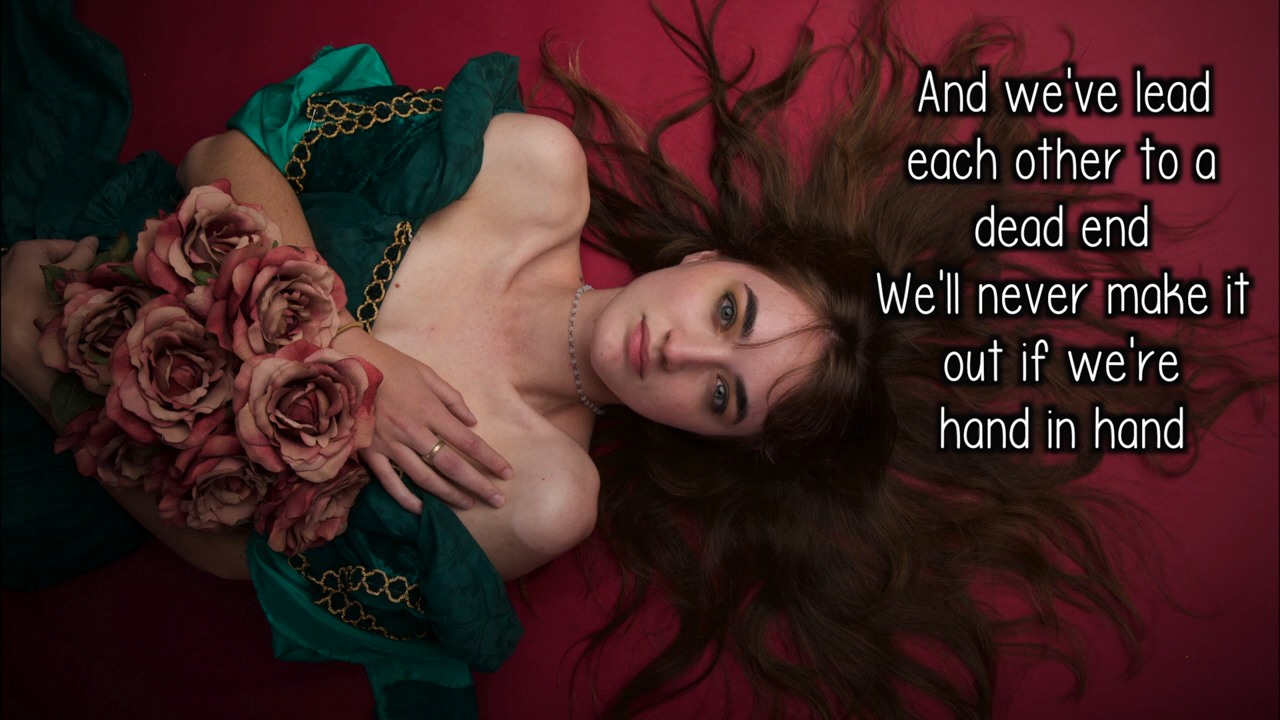 And we've lead
each other to a
dead end
We'll never make it
out if we're
hand in hand